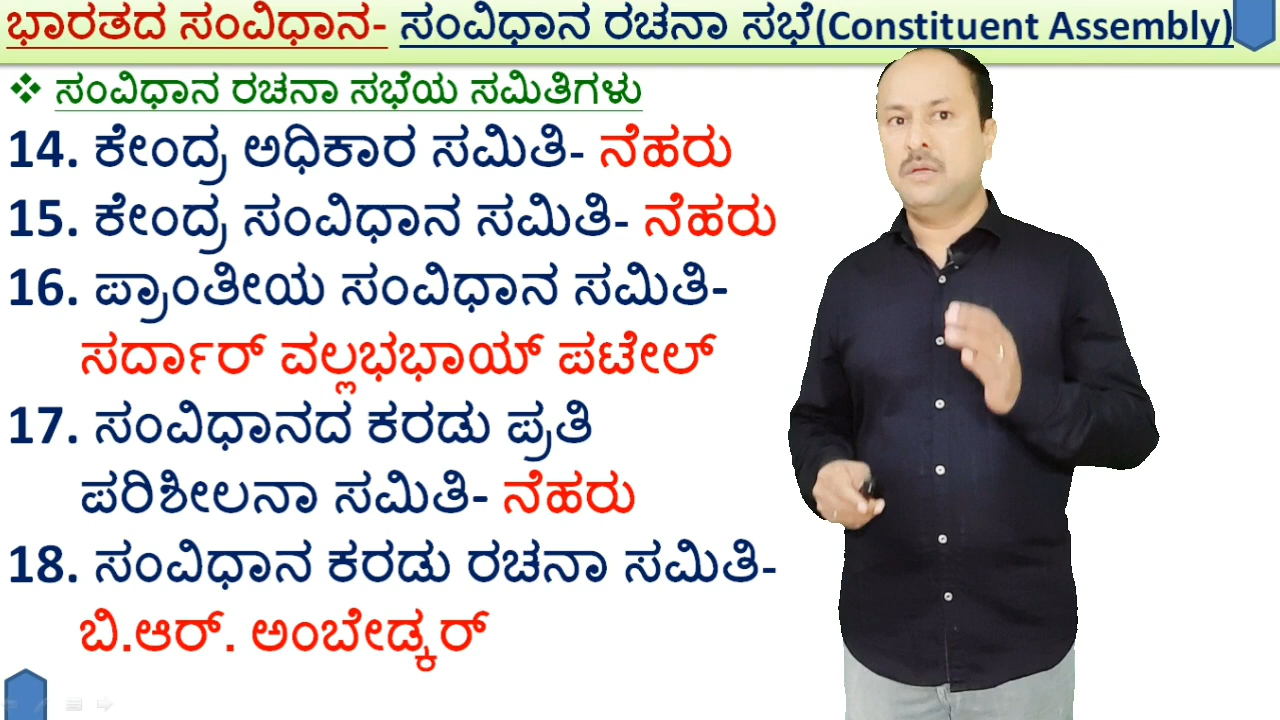 ಭಾರತದ ಸಂವಿಧಾನ- ಸಂವಿಧಾನ ರಚನಾ ಸಭೆ(Constituent Assembly)
❖ ಸಂವಿಧಾನ ರಚನಾ ಸಭೆಯ ಸಮಿತಿಗಳು
14. ಕೇಂದ್ರ ಅಧಿಕಾರ ಸಮಿತಿ- ನೆಹರು
15. ಕೇಂದ್ರ ಸಂವಿಧಾನ ಸಮಿತಿ- ನೆಹರು
16. ಪ್ರಾಂತೀಯ ಸಂವಿಧಾನ ಸಮಿತಿ-
ಸರ್ದಾರ್ ವಲ್ಲಭಭಾಯ್ ಪಟೇಲ್
17. ಸಂವಿಧಾನದ ಕರಡು ಪ್ರತಿ
ಪರಿಶೀಲನಾ ಸಮಿತಿ- ನೆಹರು
18. ಸಂವಿಧಾನ ಕರಡು ರಚನಾ ಸಮಿತಿ-
ಬಿ.ಆರ್. ಅಂಬೇಡ್ಕರ್